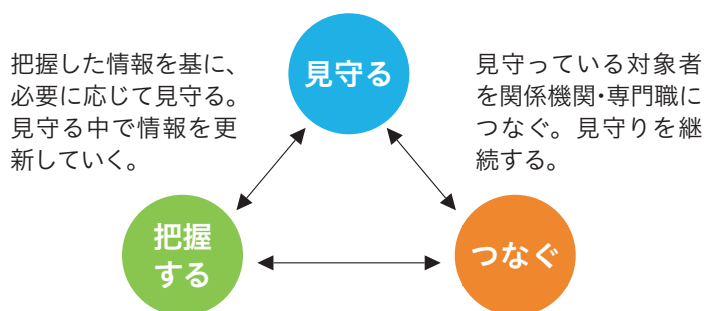 見守る
把握した情報を基に、
必要に応じて見守る。
見守る中で情報を更
新していく。
見守っている対象者
を関係機関・専門職に
つなぐ。見守りを継
続する。
把握
する
つなぐ